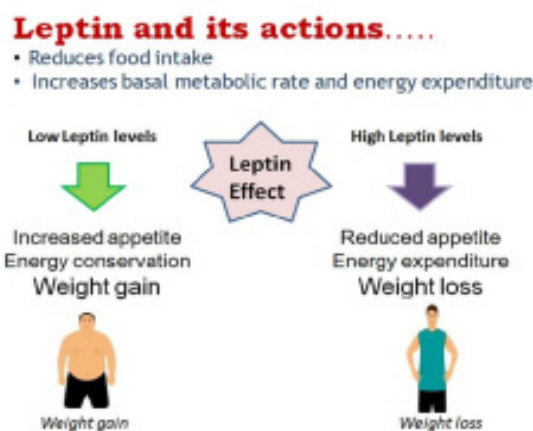 Leptin and its actions.....
• Reduces food intake
• Increases basal metabolic rate and energy expenditure
Low Leptin levels
High Leptin levels
Leptin
Effect
Increased appetite
Energy conservation
Weight gain
Reduced appetite
Energy expenditure
Weight loss
Weight gain
Weight loss